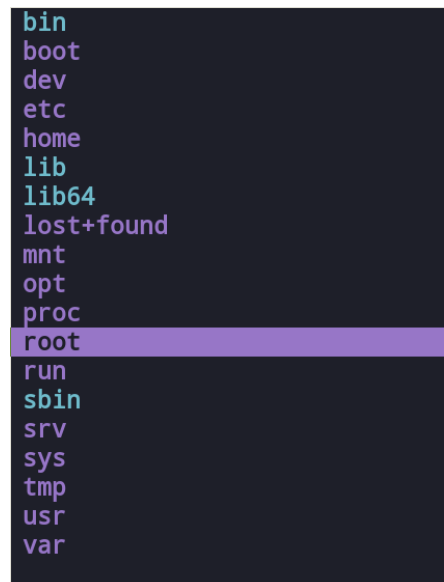 bin
boot
dev
etc
home
lib
lib64
lost+found
mnt
opt
proc
root
run
sbin
srv
sys
tmp
usr
var